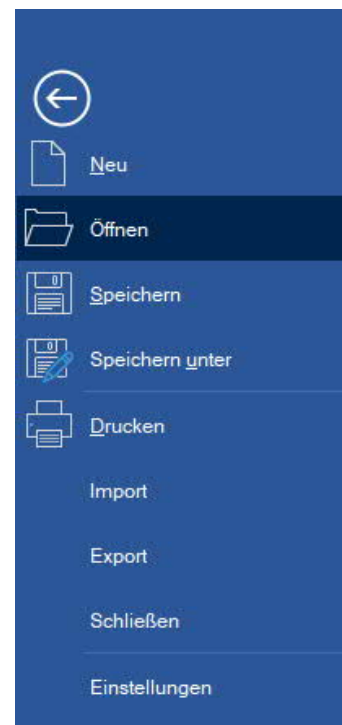 Neu
Öffnen
Speichern
Speichern unter
Drucken
Import
Export
Schließen
Einstellungen